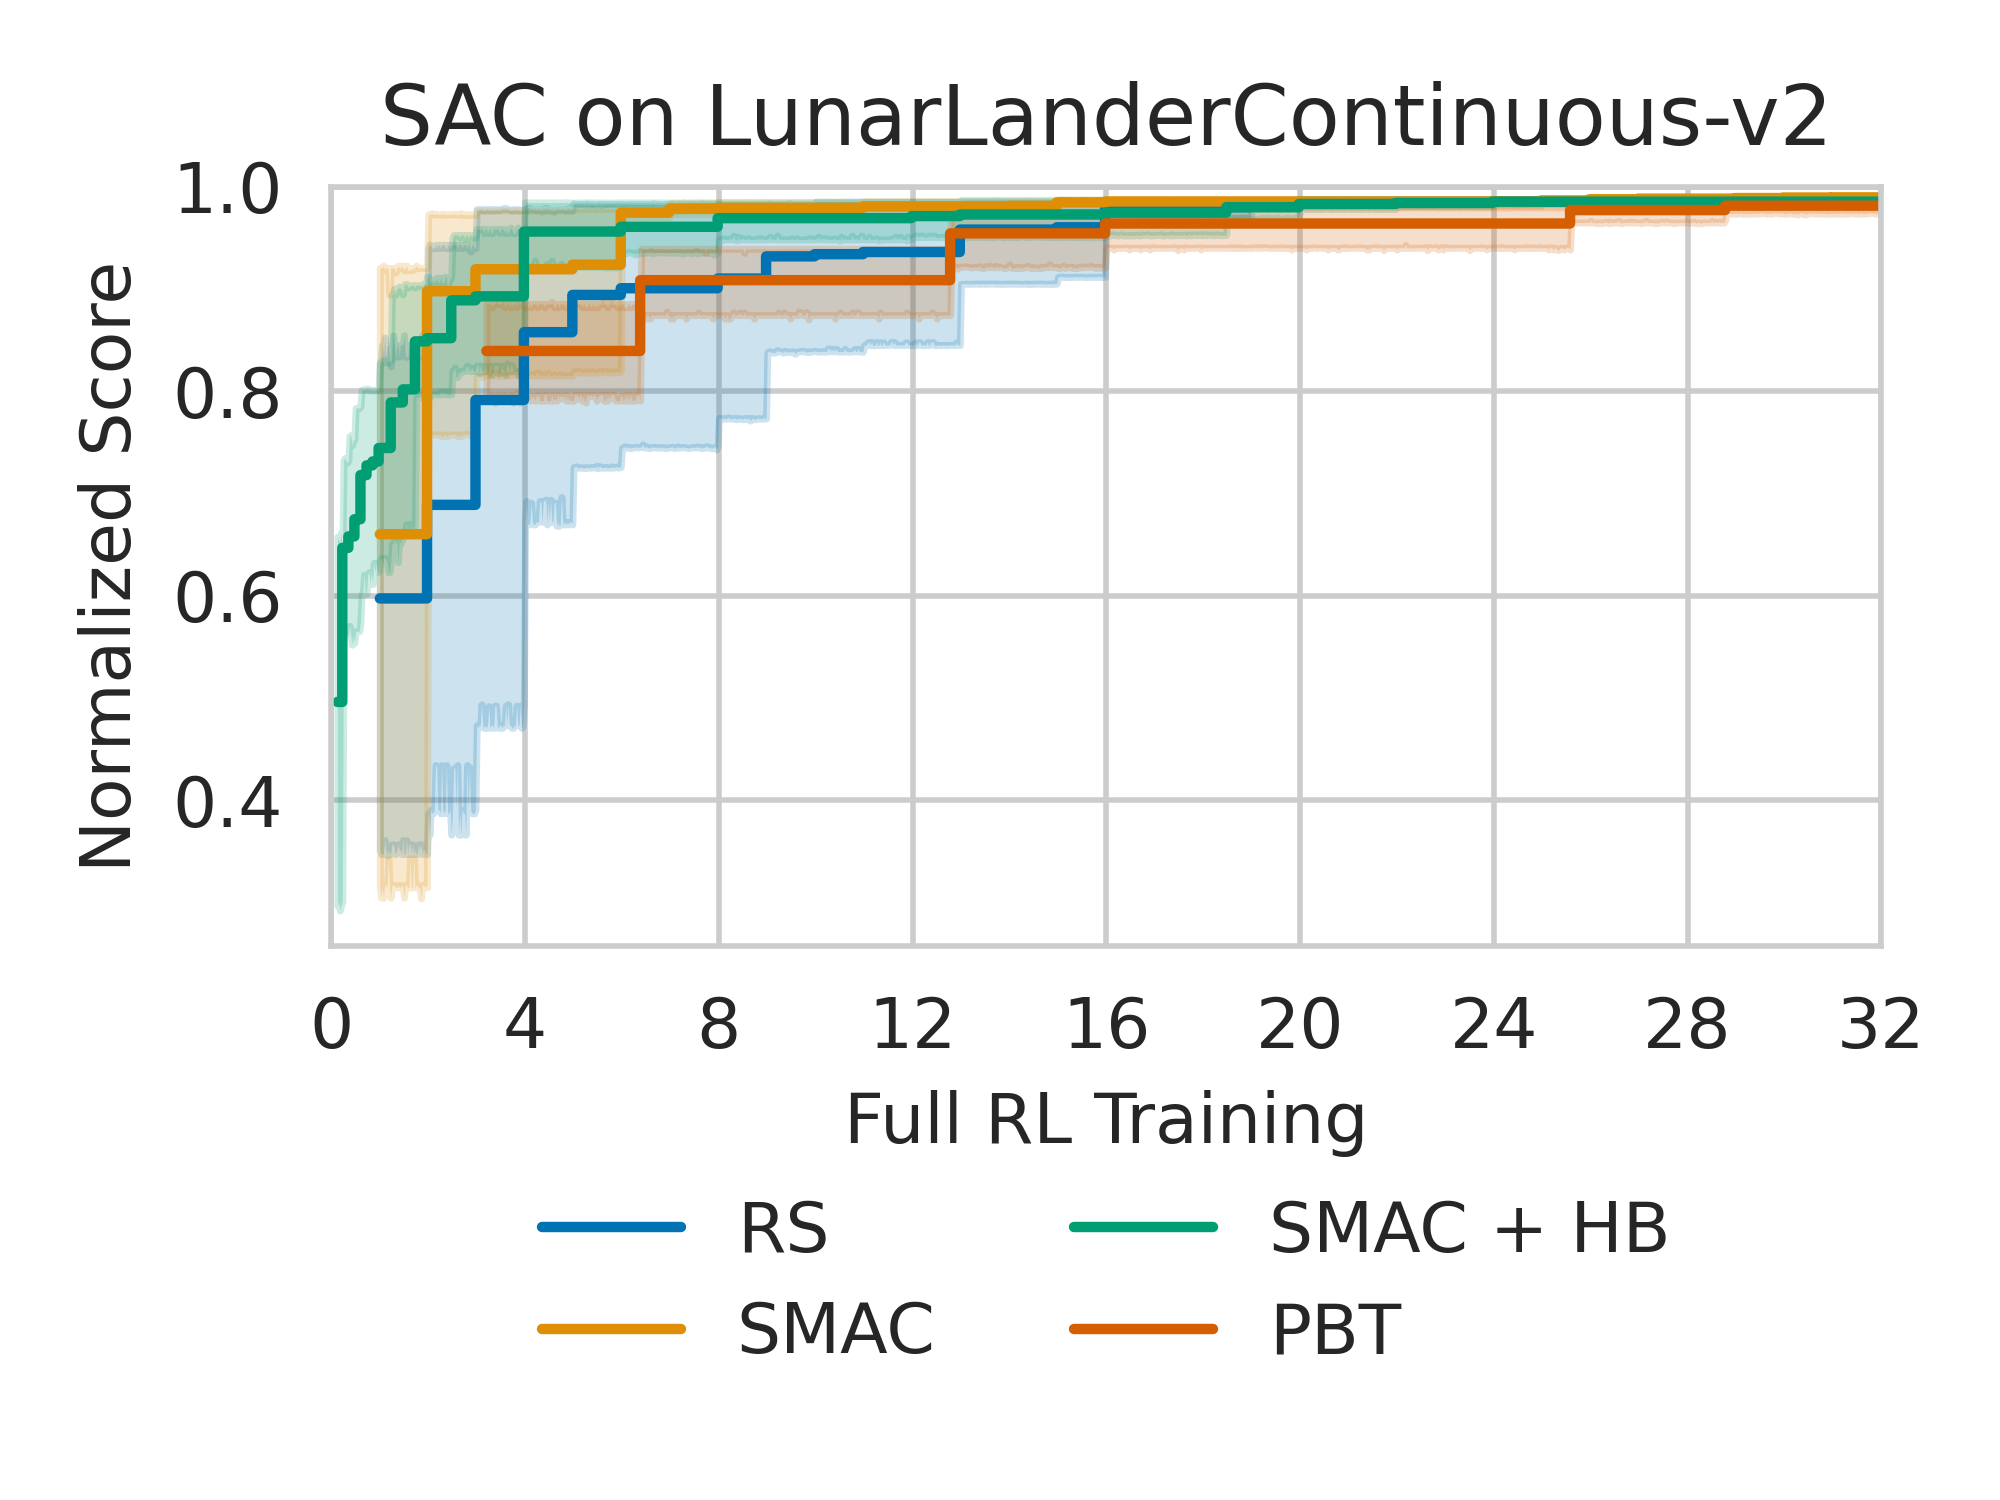 SAC on LunarLanderContinuous-v2
1.0
0.8
0.6
0.4
Normalized Score
0 4 8 12 16 20 24 28 32
Full RL Training
RS SMAC + HB
SMAC PBT